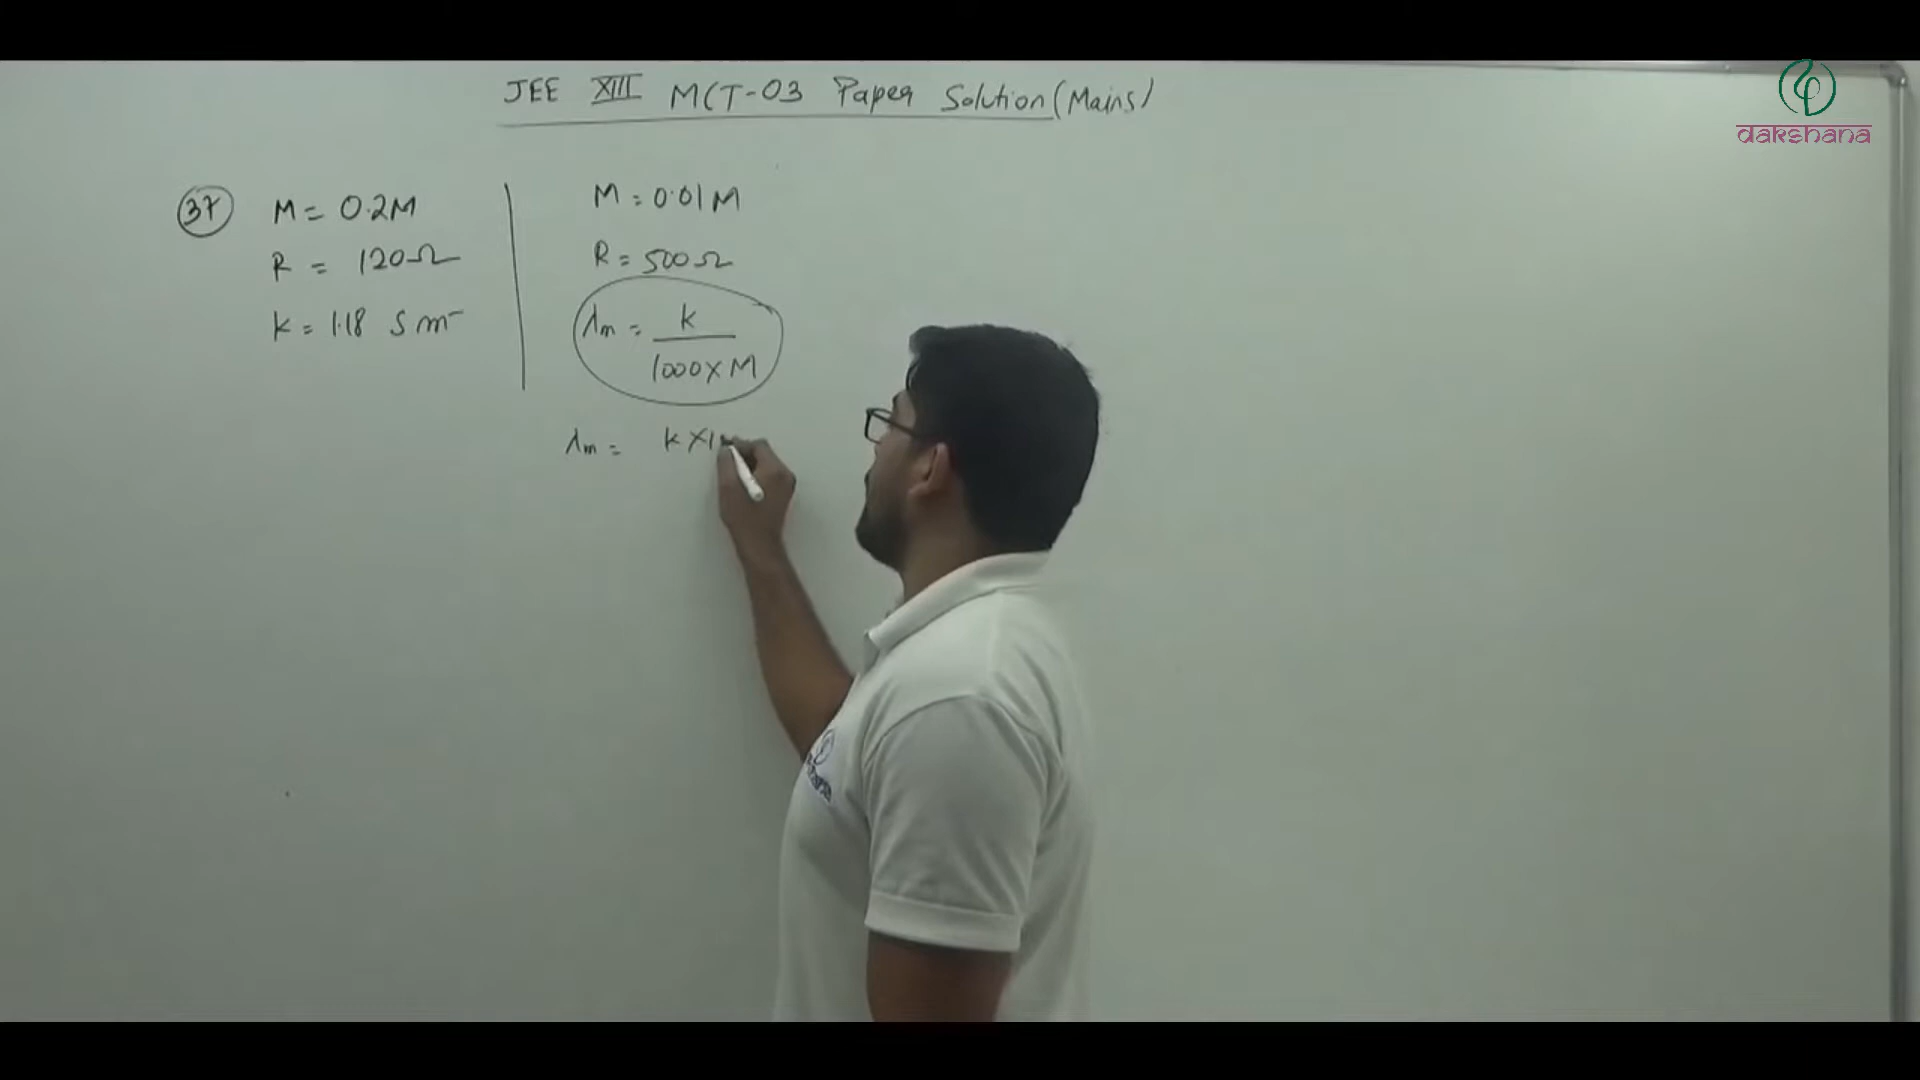 JEE XIII MCT-03 Paper Solution (Mains)
dakshana
37 M = 0.2M
R = 120Ω
K = 1.18 S m⁻
M = 0.01M
R = 500Ω
λm = K / 1000 × M
λm = K × 1